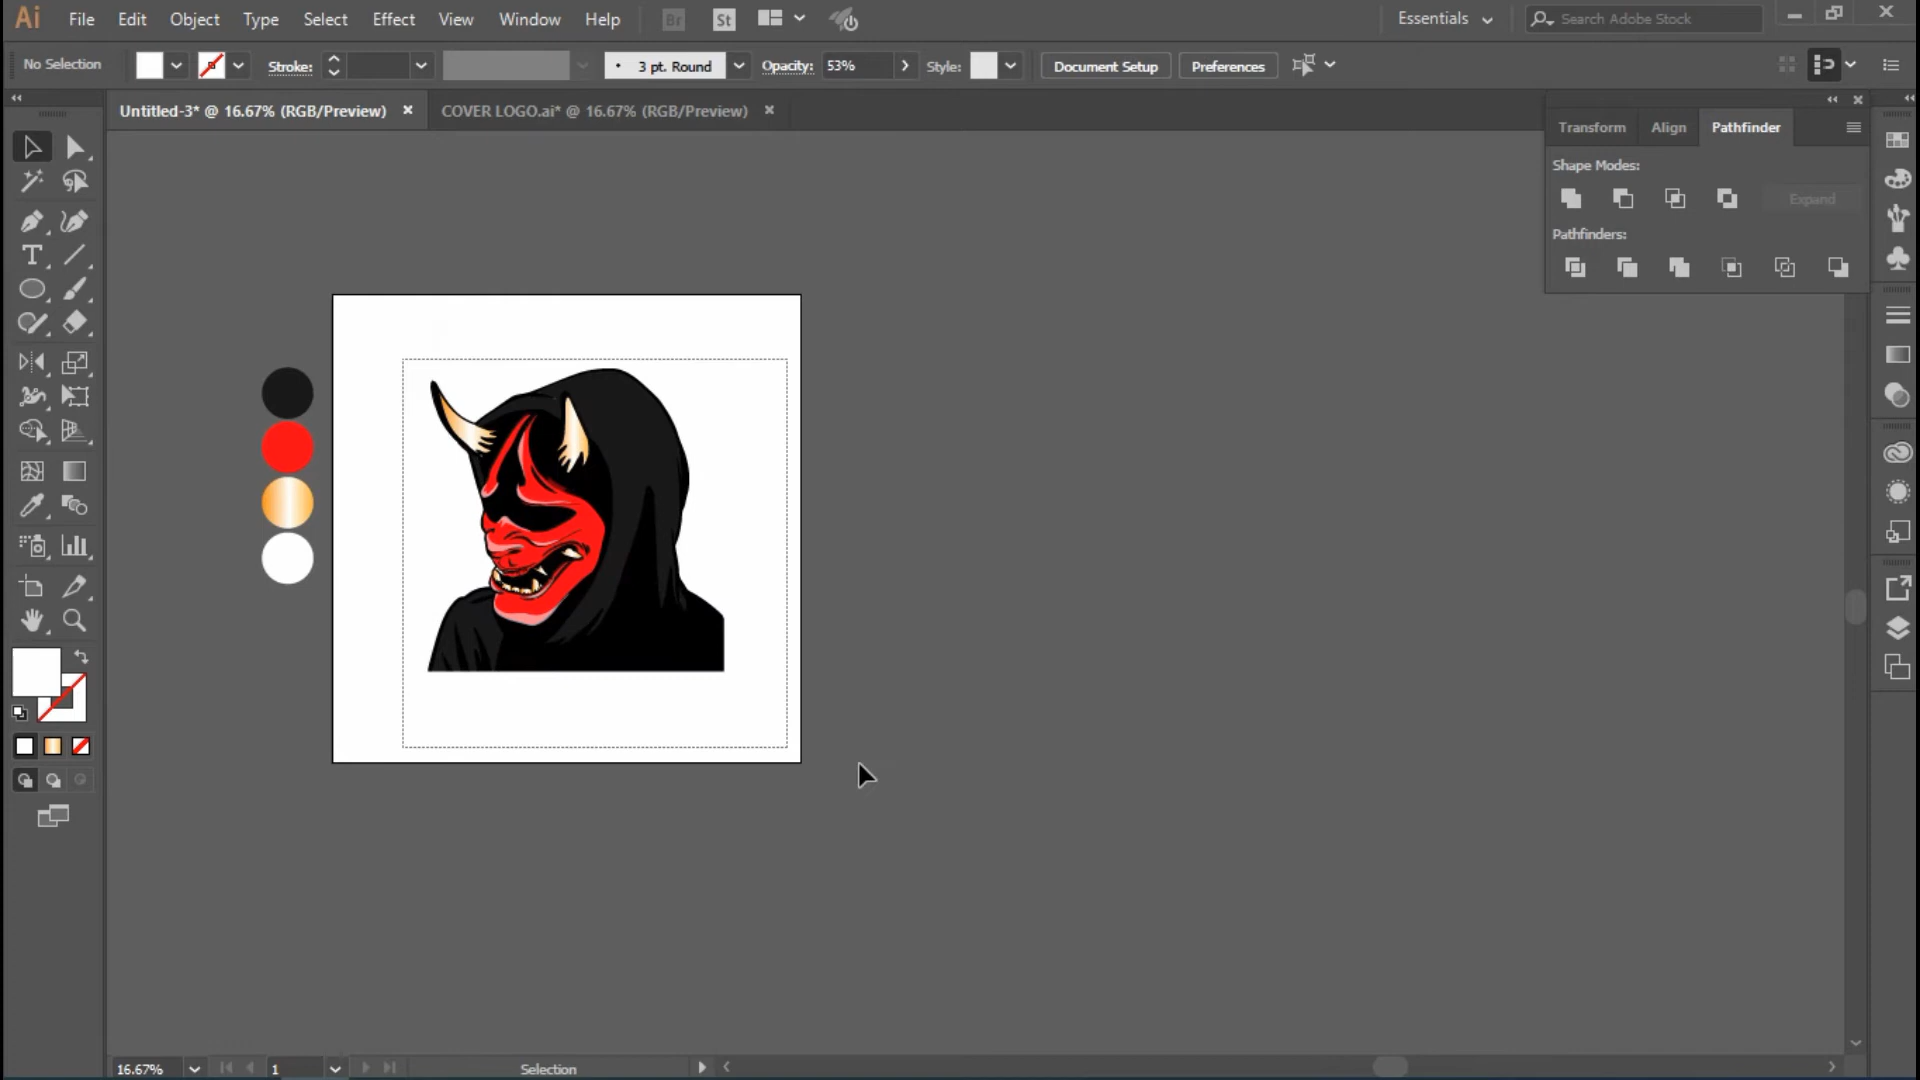 Ai File Edit Object Type Select Effect View Window Help Br St Essentials Search Adobe Stock
No Selection Stroke: 3 pt. Round Opacity: 53% Style: Document Setup Preferences
Untitled-3* @ 16.67% (RGB/Preview) × COVER LOGO.ai* @ 16.67% (RGB/Preview) ×
Transform Align Pathfinder
Shape Modes:
Expand
Pathfinders:
16.67% 1 Selection